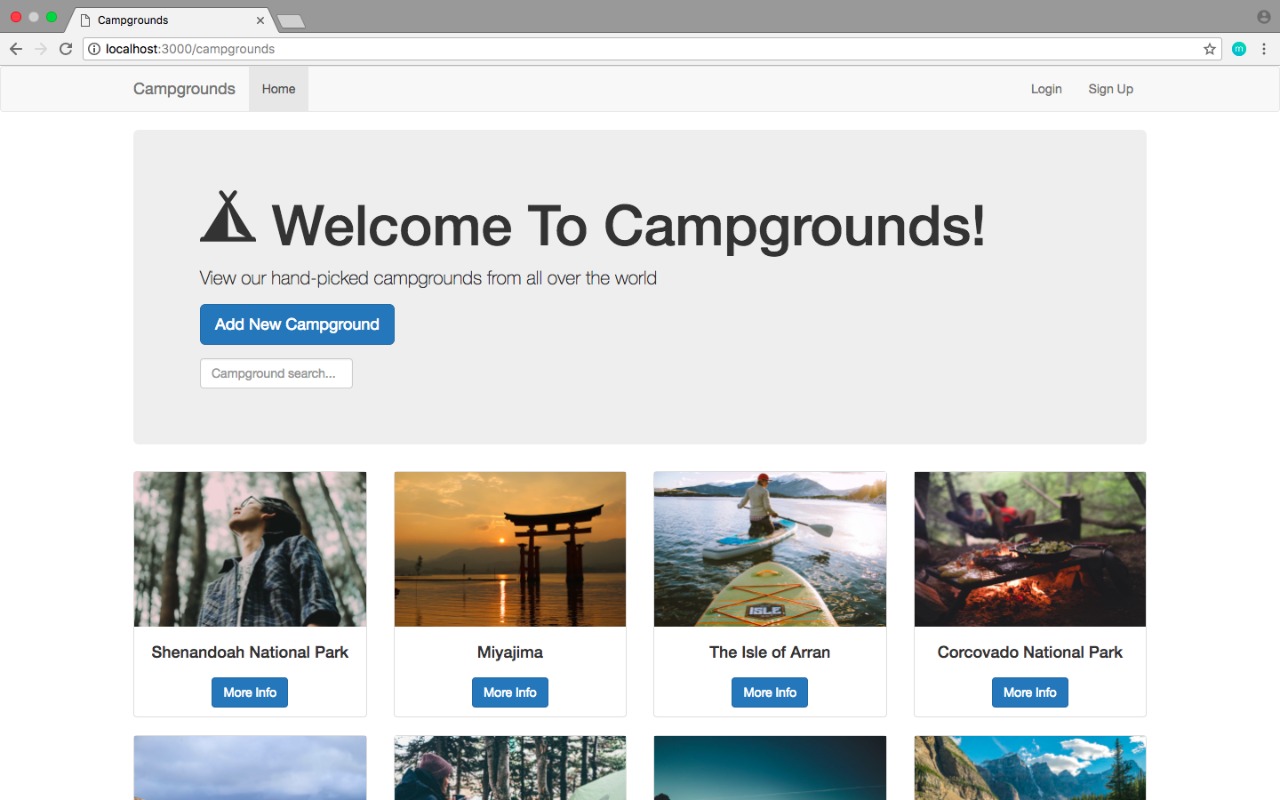 Campgrounds
localhost:3000/campgrounds
Campgrounds Home Login Sign Up
Welcome To Campgrounds!
View our hand-picked campgrounds from all over the world
Add New Campground
Campground search...
ISLE
Shenandoah National Park Miyajima The Isle of Arran Corcovado National Park
More Info More Info More Info More Info